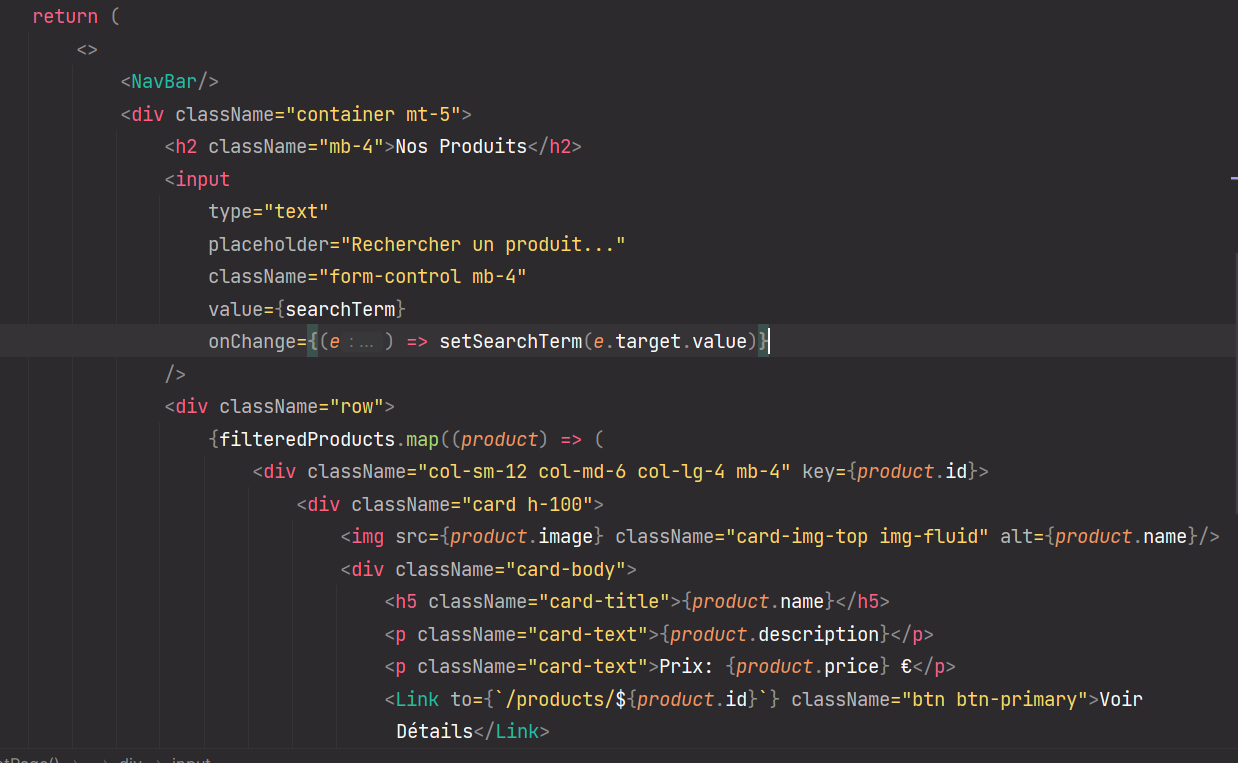 return (
<>
<NavBar/>
<div className="container mt-5">
<h2 className="mb-4">Nos Produits</h2>
<input
type="text"
placeholder="Rechercher un produit..."
className="form-control mb-4"
value={searchTerm}
onChange={(e : ... ) => setSearchTerm(e.target.value)}
/>
<div className="row">
{filteredProducts.map((product) => (
<div className="col-sm-12 col-md-6 col-lg-4 mb-4" key={product.id}>
<div className="card h-100">
<img src={product.image} className="card-img-top img-fluid" alt={product.name}/>
<div className="card-body">
<h5 className="card-title">{product.name}</h5>
<p className="card-text">{product.description}</p>
<p className="card-text">Prix: {product.price} €</p>
<Link to={`/products/${product.id}`} className="btn btn-primary">Voir
Détails</Link>